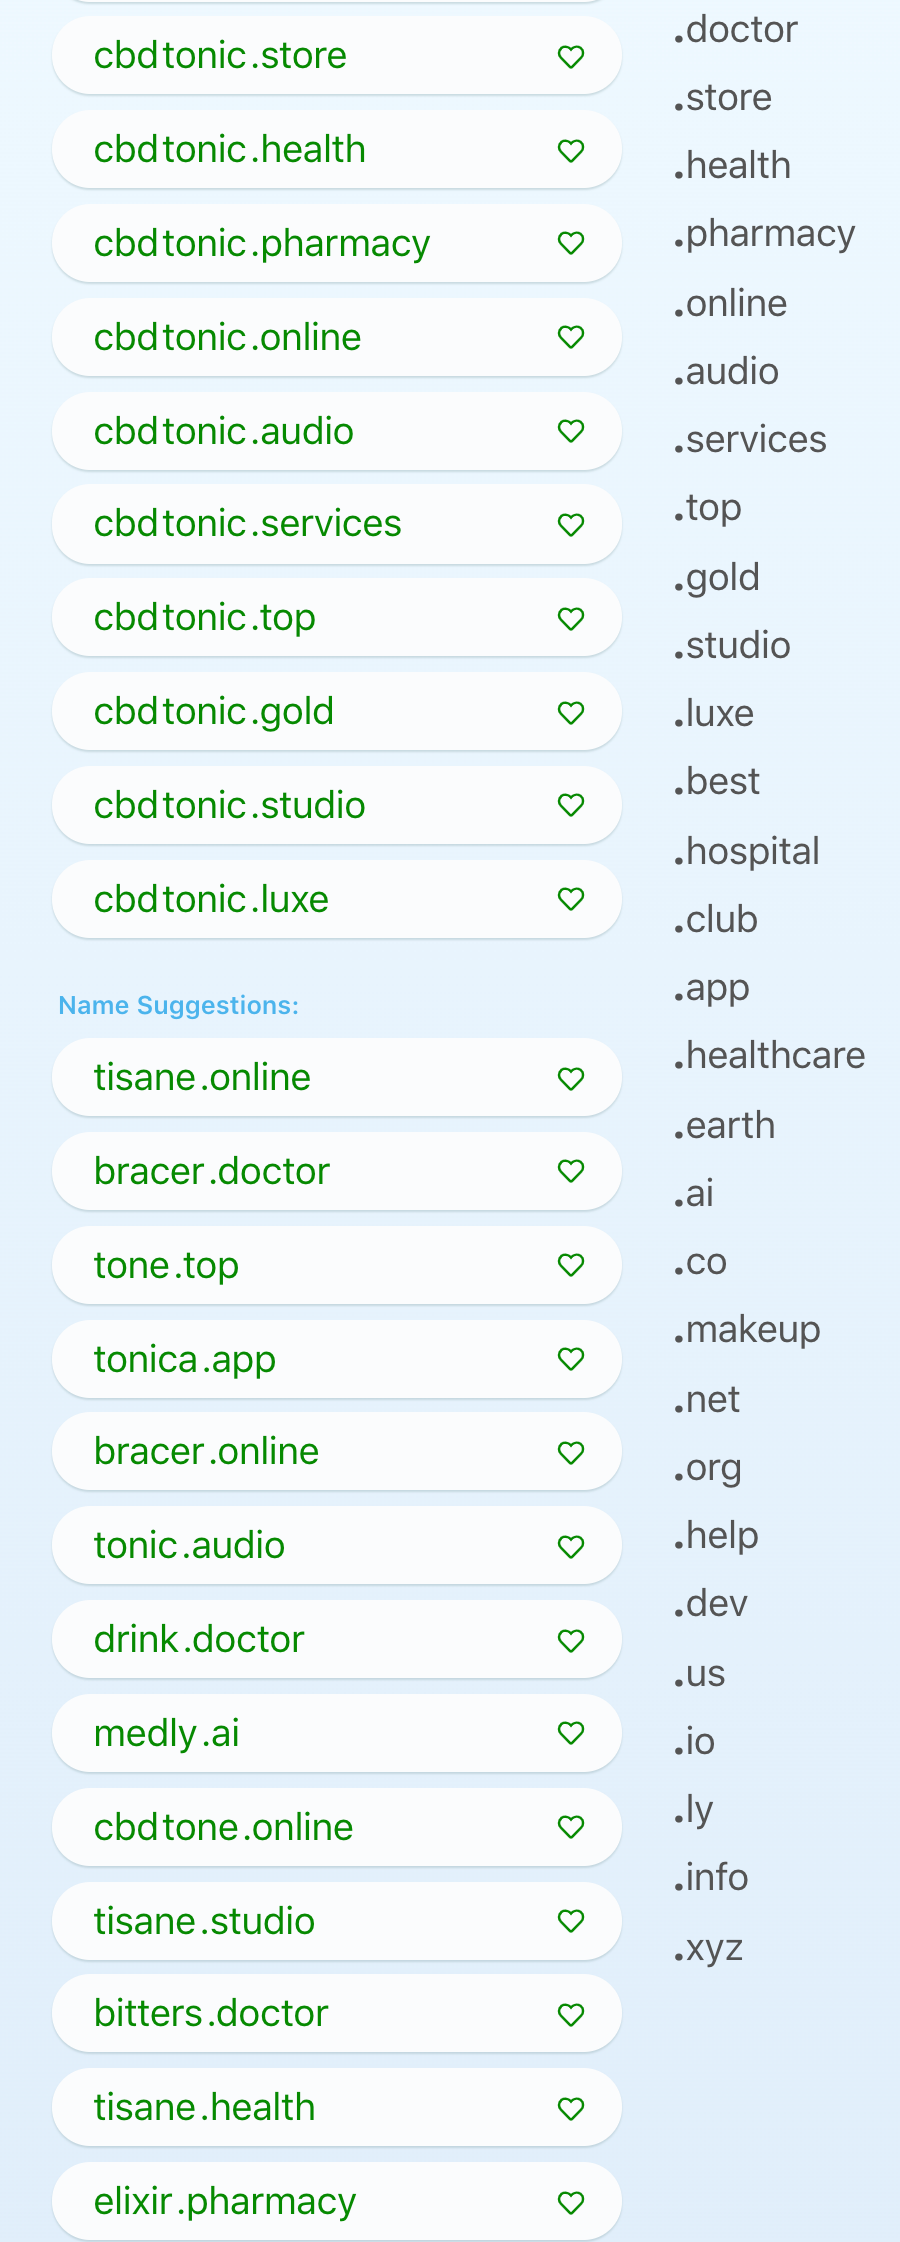 cbdtonic.store
cbdtonic.health
cbdtonic.pharmacy
cbdtonic.online
cbdtonic.audio
cbdtonic.services
cbdtonic.top
cbdtonic.gold
cbdtonic.studio
cbdtonic.luxe
Name Suggestions:
tisane.online
bracer.doctor
tone.top
tonica.app
bracer.online
tonic.audio
drink.doctor
medly.ai
cbdtone.online
tisane.studio
bitters.doctor
tisane.health
elixir.pharmacy
.doctor
.store
.health
.pharmacy
.online
.audio
.services
.top
.gold
.studio
.luxe
.best
.hospital
.club
.app
.healthcare
.earth
.ai
.co
.makeup
.net
.org
.help
.dev
.us
.io
.ly
.info
.xyz